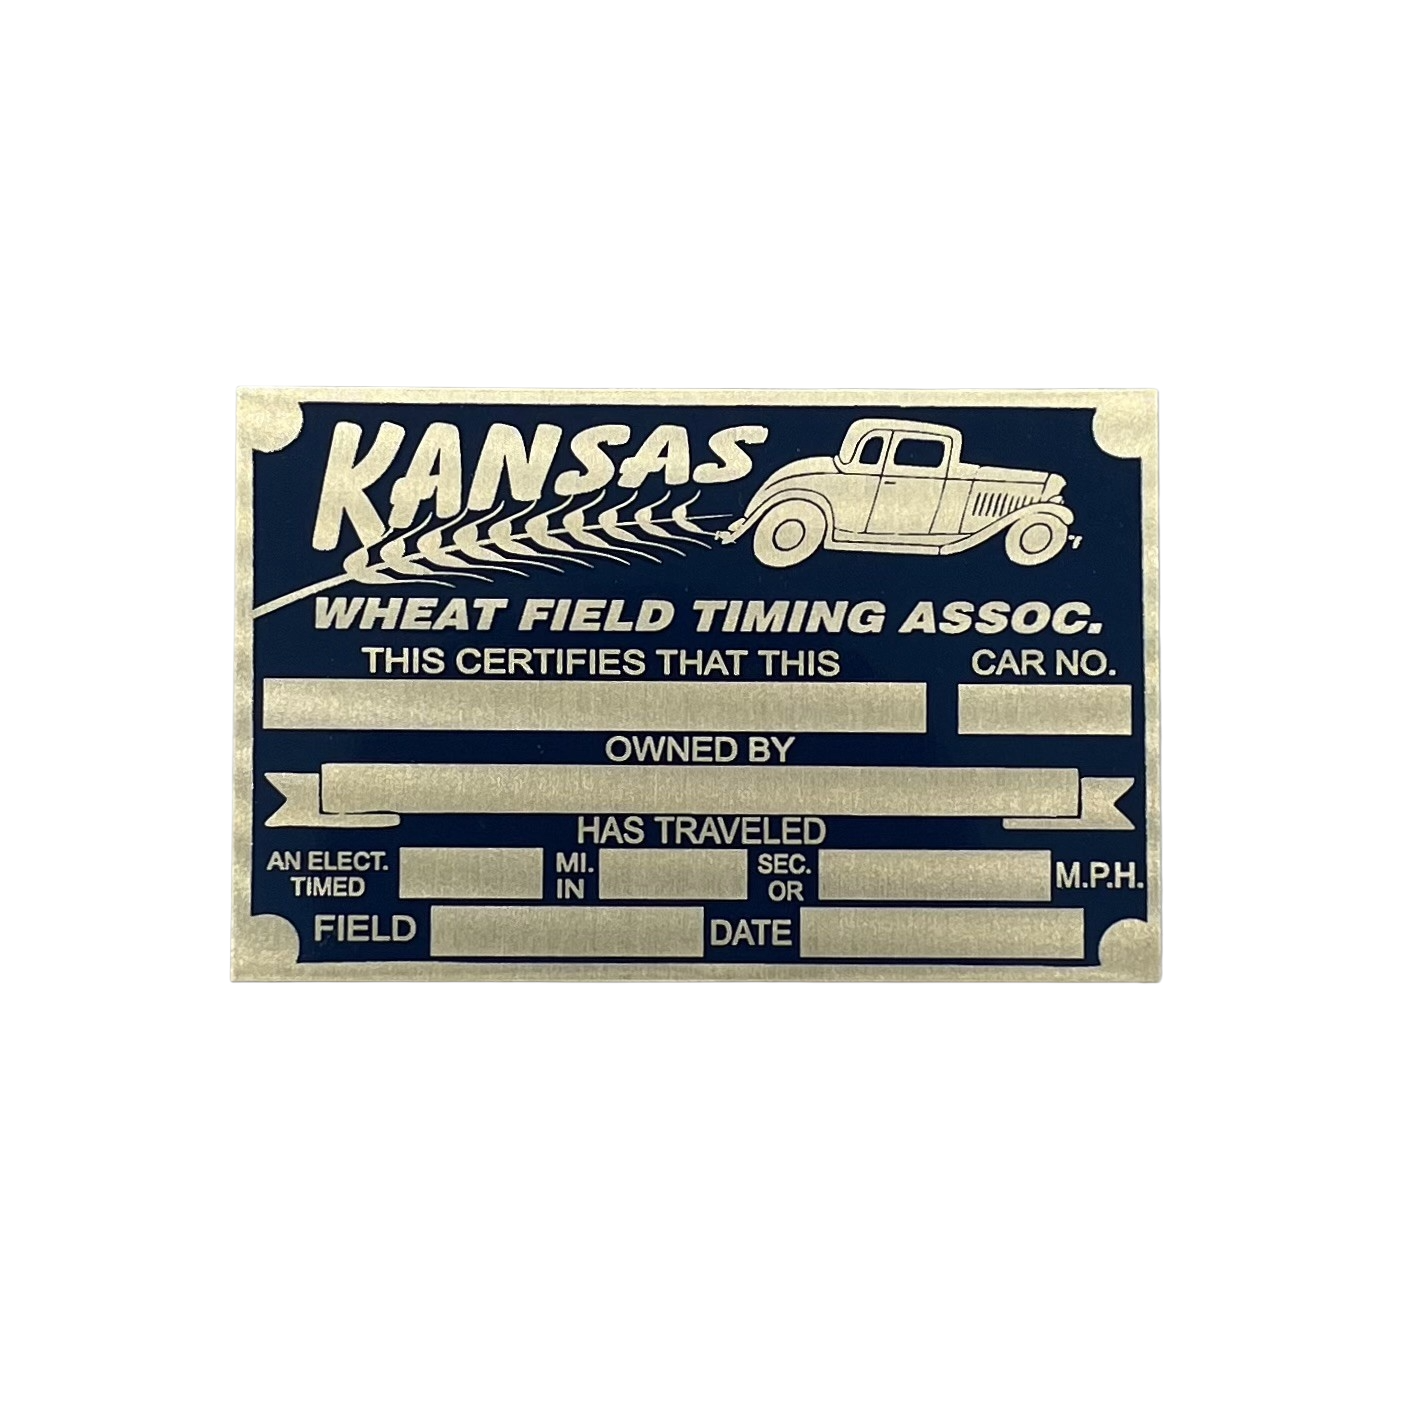 KANSAS
WHEAT FIELD TIMING ASSOC.
THIS CERTIFIES THAT THIS CAR NO.
OWNED BY
HAS TRAVELED
AN ELECT. TIMED MI. IN SEC. OR M.P.H.
FIELD DATE